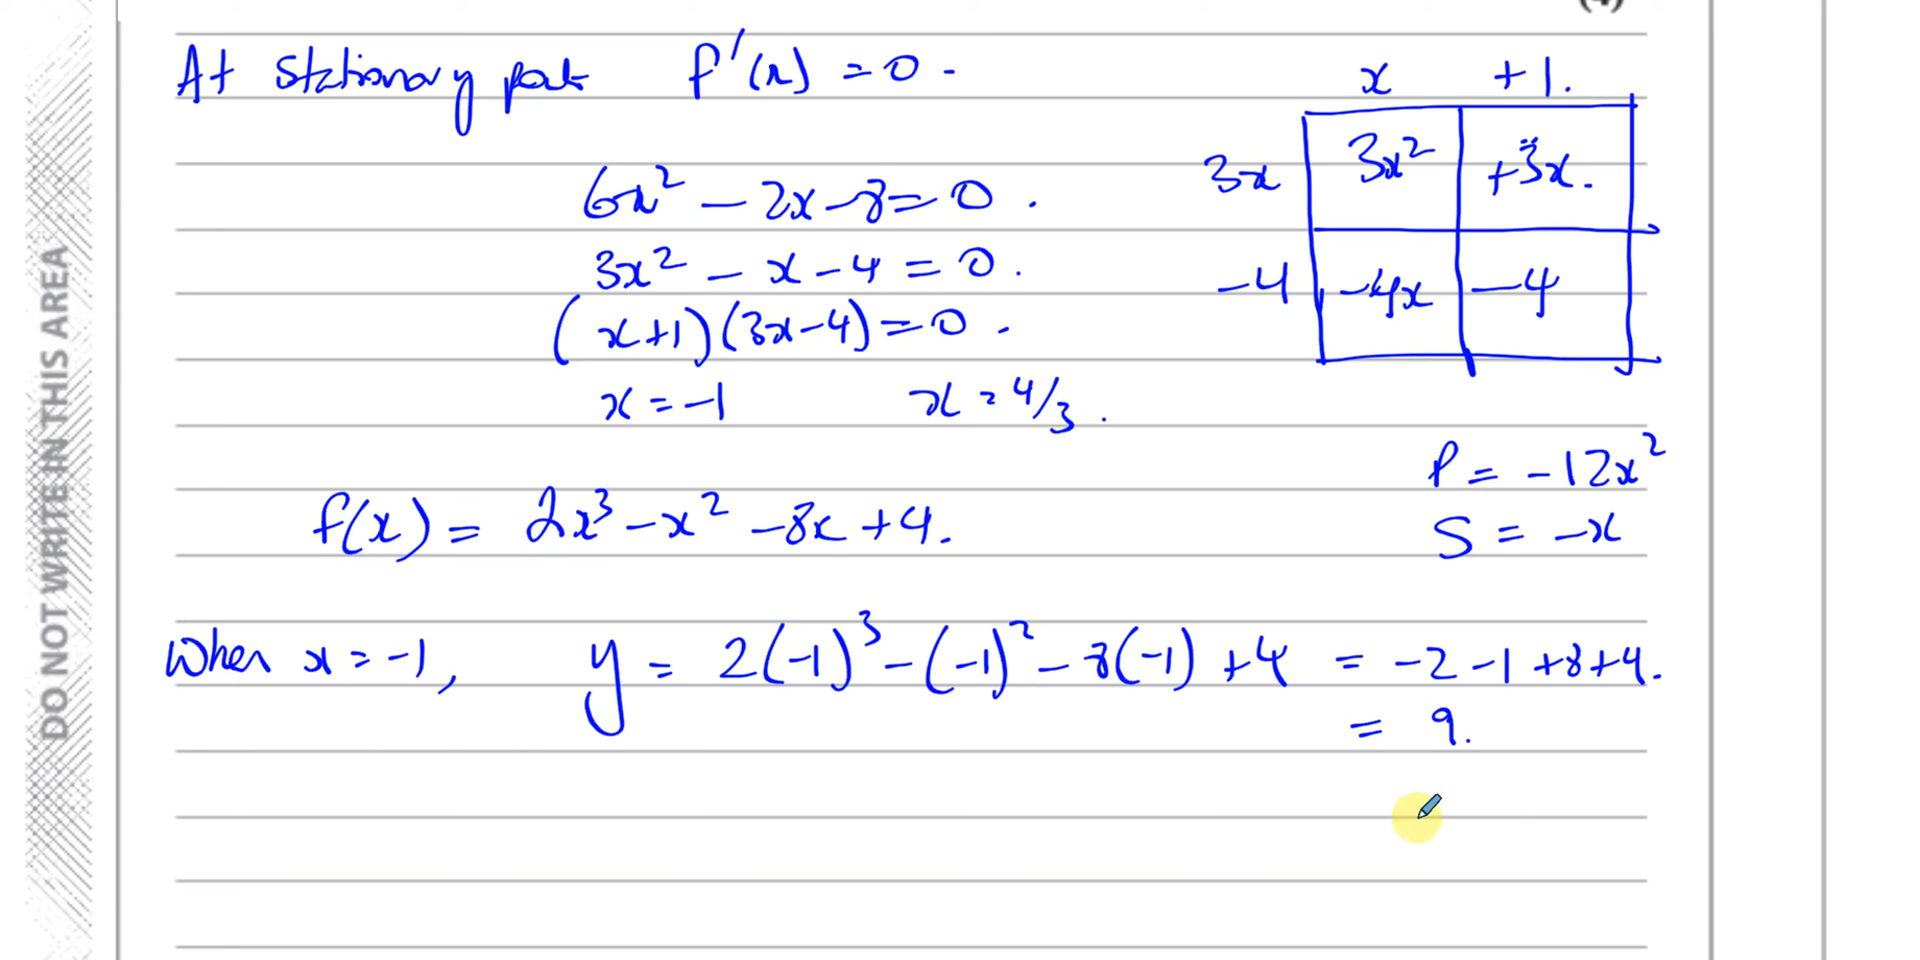 (4)
At stationary point f'(x) = 0.
x +1.
6x² - 2x - 8 = 0.
3x 3x² +3x.
3x² - x - 4 = 0.
-4 -4x -4
(x+1)(3x-4) = 0.
x = -1 x = 4/3.
P = -12x²
f(x) = 2x³ - x² - 8x + 4.
S = -x
When x = -1, y = 2(-1)³ - (-1)² - 8(-1) + 4 = -2 - 1 + 8 + 4.
= 9.
DO NOT WRITE IN THIS AREA